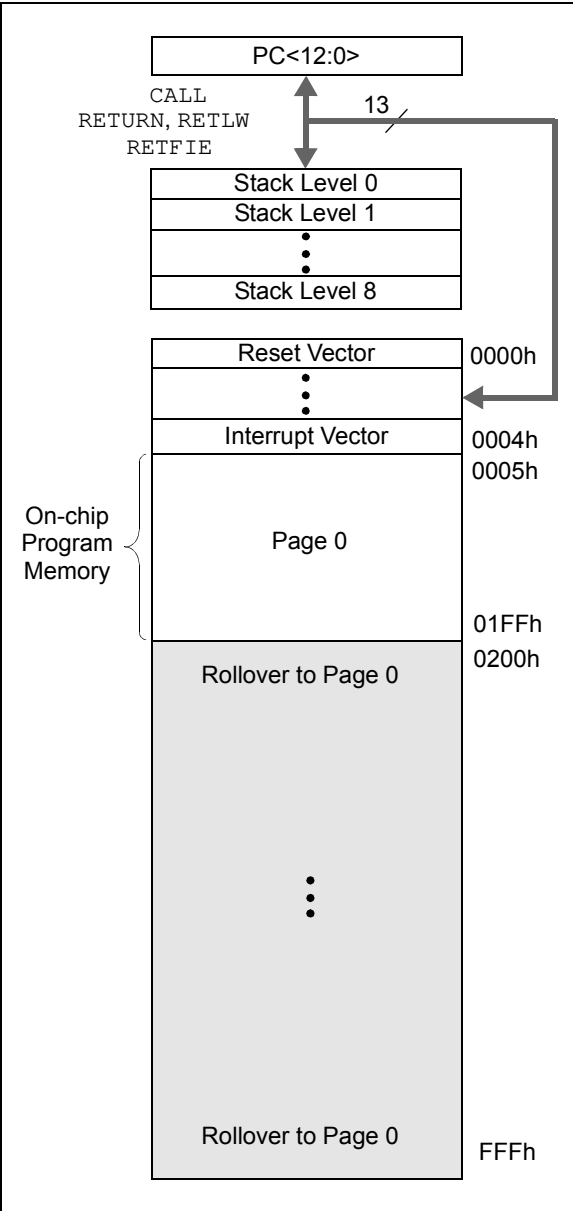 PC<12:0>
CALL
RETURN, RETLW
RETFIE
13
Stack Level 0
Stack Level 1
Stack Level 8
Reset Vector
0000h
Interrupt Vector
0004h
0005h
On-chip
Program
Memory
Page 0
01FFh
0200h
Rollover to Page 0
Rollover to Page 0
FFFh